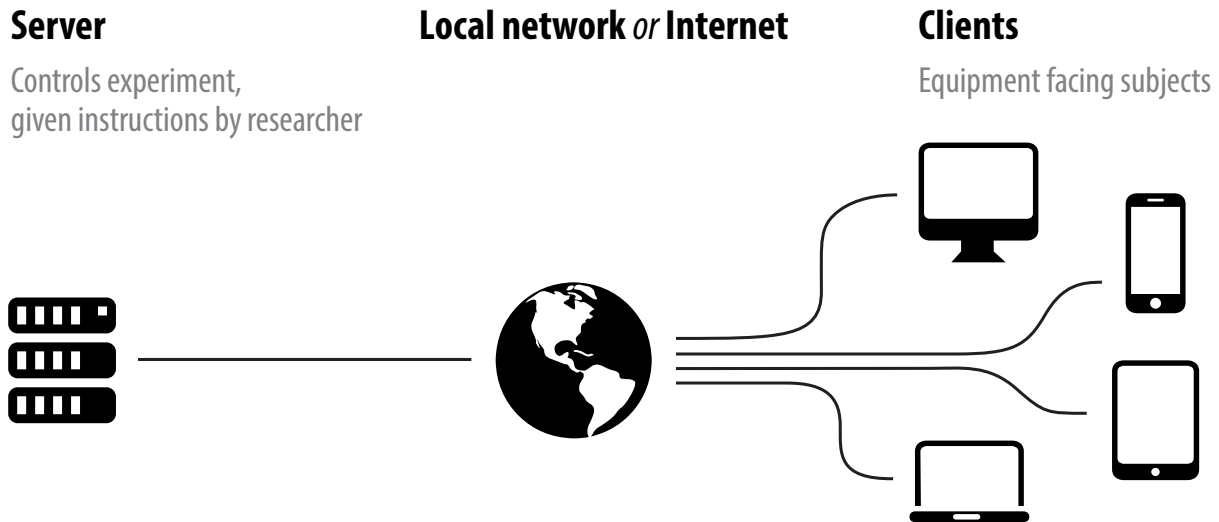 Server
Controls experiment,
given instructions by researcher
Local network or Internet
Clients
Equipment facing subjects